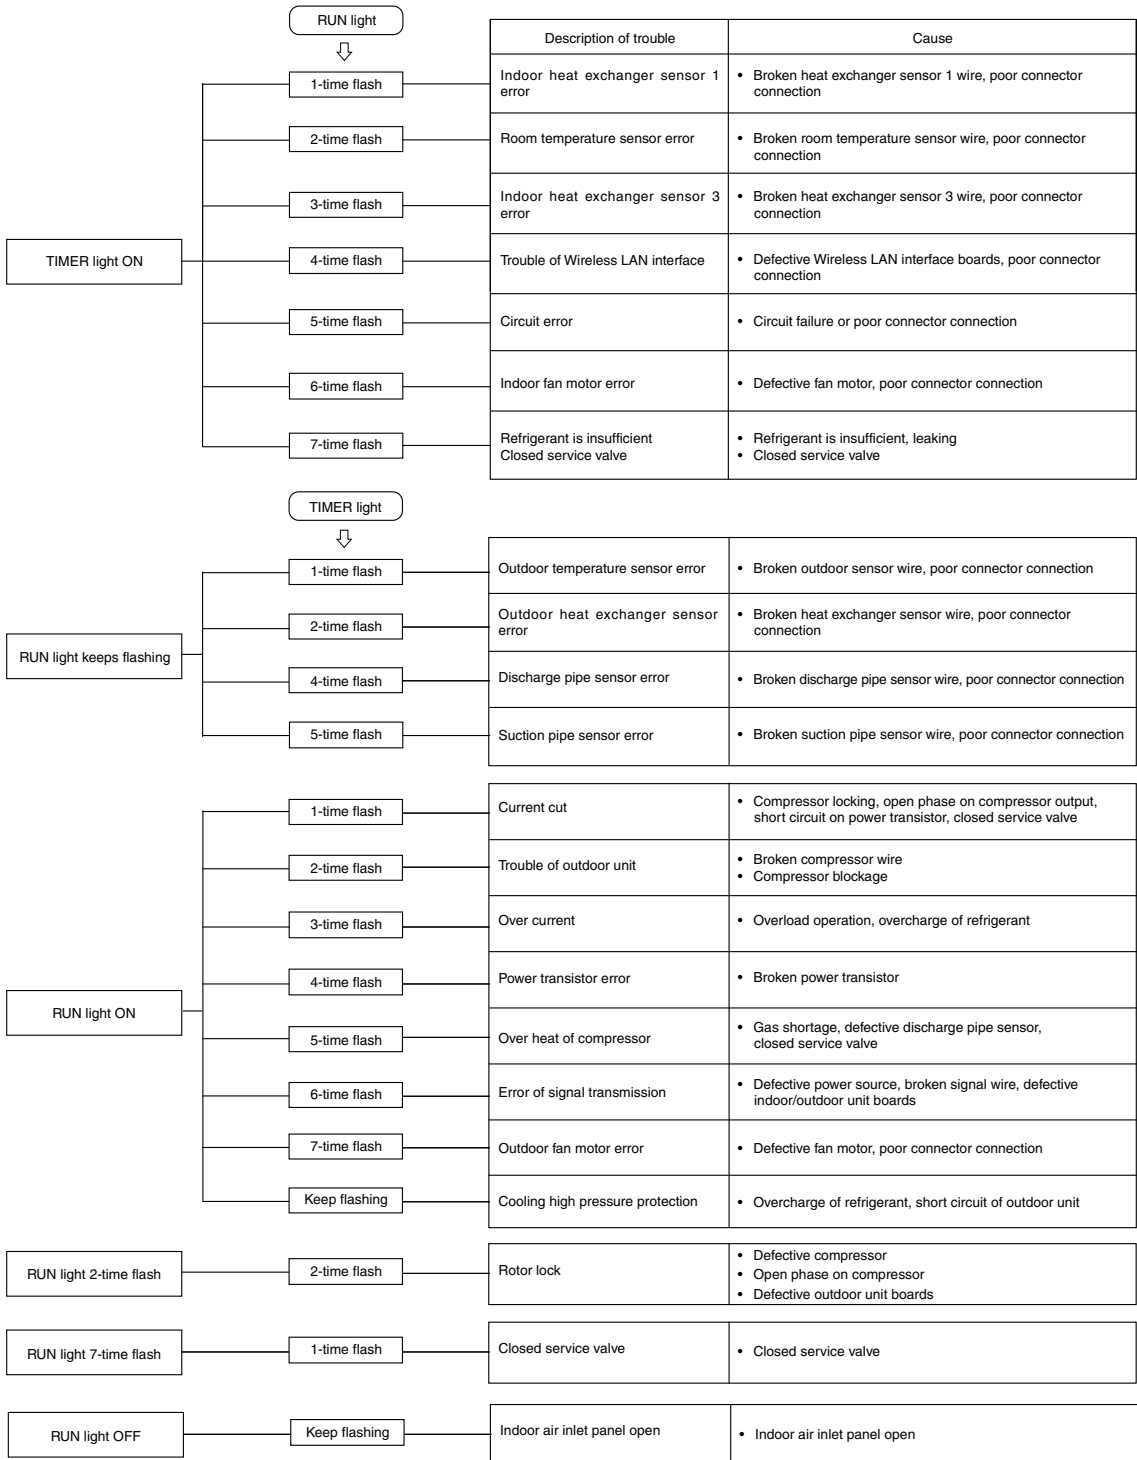 RUN light
Description of trouble
Cause
TIMER light ON
1-time flash
Indoor heat exchanger sensor 1
error
• Broken heat exchanger sensor 1 wire, poor connector
connection
2-time flash
Room temperature sensor error
• Broken room temperature sensor wire, poor connector
connection
3-time flash
Indoor heat exchanger sensor 3
error
• Broken heat exchanger sensor 3 wire, poor connector
connection
4-time flash
Trouble of Wireless LAN interface
• Defective Wireless LAN interface boards, poor connector
connection
5-time flash
Circuit error
• Circuit failure or poor connector connection
6-time flash
Indoor fan motor error
• Defective fan motor, poor connector connection
7-time flash
Refrigerant is insufficient
Closed service valve
• Refrigerant is insufficient, leaking
• Closed service valve
TIMER light
RUN light keeps flashing
1-time flash
Outdoor temperature sensor error
• Broken outdoor sensor wire, poor connector connection
2-time flash
Outdoor heat exchanger sensor
error
• Broken heat exchanger sensor wire, poor connector
connection
4-time flash
Discharge pipe sensor error
• Broken discharge pipe sensor wire, poor connector connection
5-time flash
Suction pipe sensor error
• Broken suction pipe sensor wire, poor connector connection
RUN light ON
1-time flash
Current cut
• Compressor locking, open phase on compressor output,
short circuit on power transistor, closed service valve
2-time flash
Trouble of outdoor unit
• Broken compressor wire
• Compressor blockage
3-time flash
Over current
• Overload operation, overcharge of refrigerant
4-time flash
Power transistor error
• Broken power transistor
5-time flash
Over heat of compressor
• Gas shortage, defective discharge pipe sensor,
closed service valve
6-time flash
Error of signal transmission
• Defective power source, broken signal wire, defective
indoor/outdoor unit boards
7-time flash
Outdoor fan motor error
• Defective fan motor, poor connector connection
Keep flashing
Cooling high pressure protection
• Overcharge of refrigerant, short circuit of outdoor unit
RUN light 2-time flash
2-time flash
Rotor lock
• Defective compressor
• Open phase on compressor
• Defective outdoor unit boards
RUN light 7-time flash
1-time flash
Closed service valve
• Closed service valve
RUN light OFF
Keep flashing
Indoor air inlet panel open
• Indoor air inlet panel open